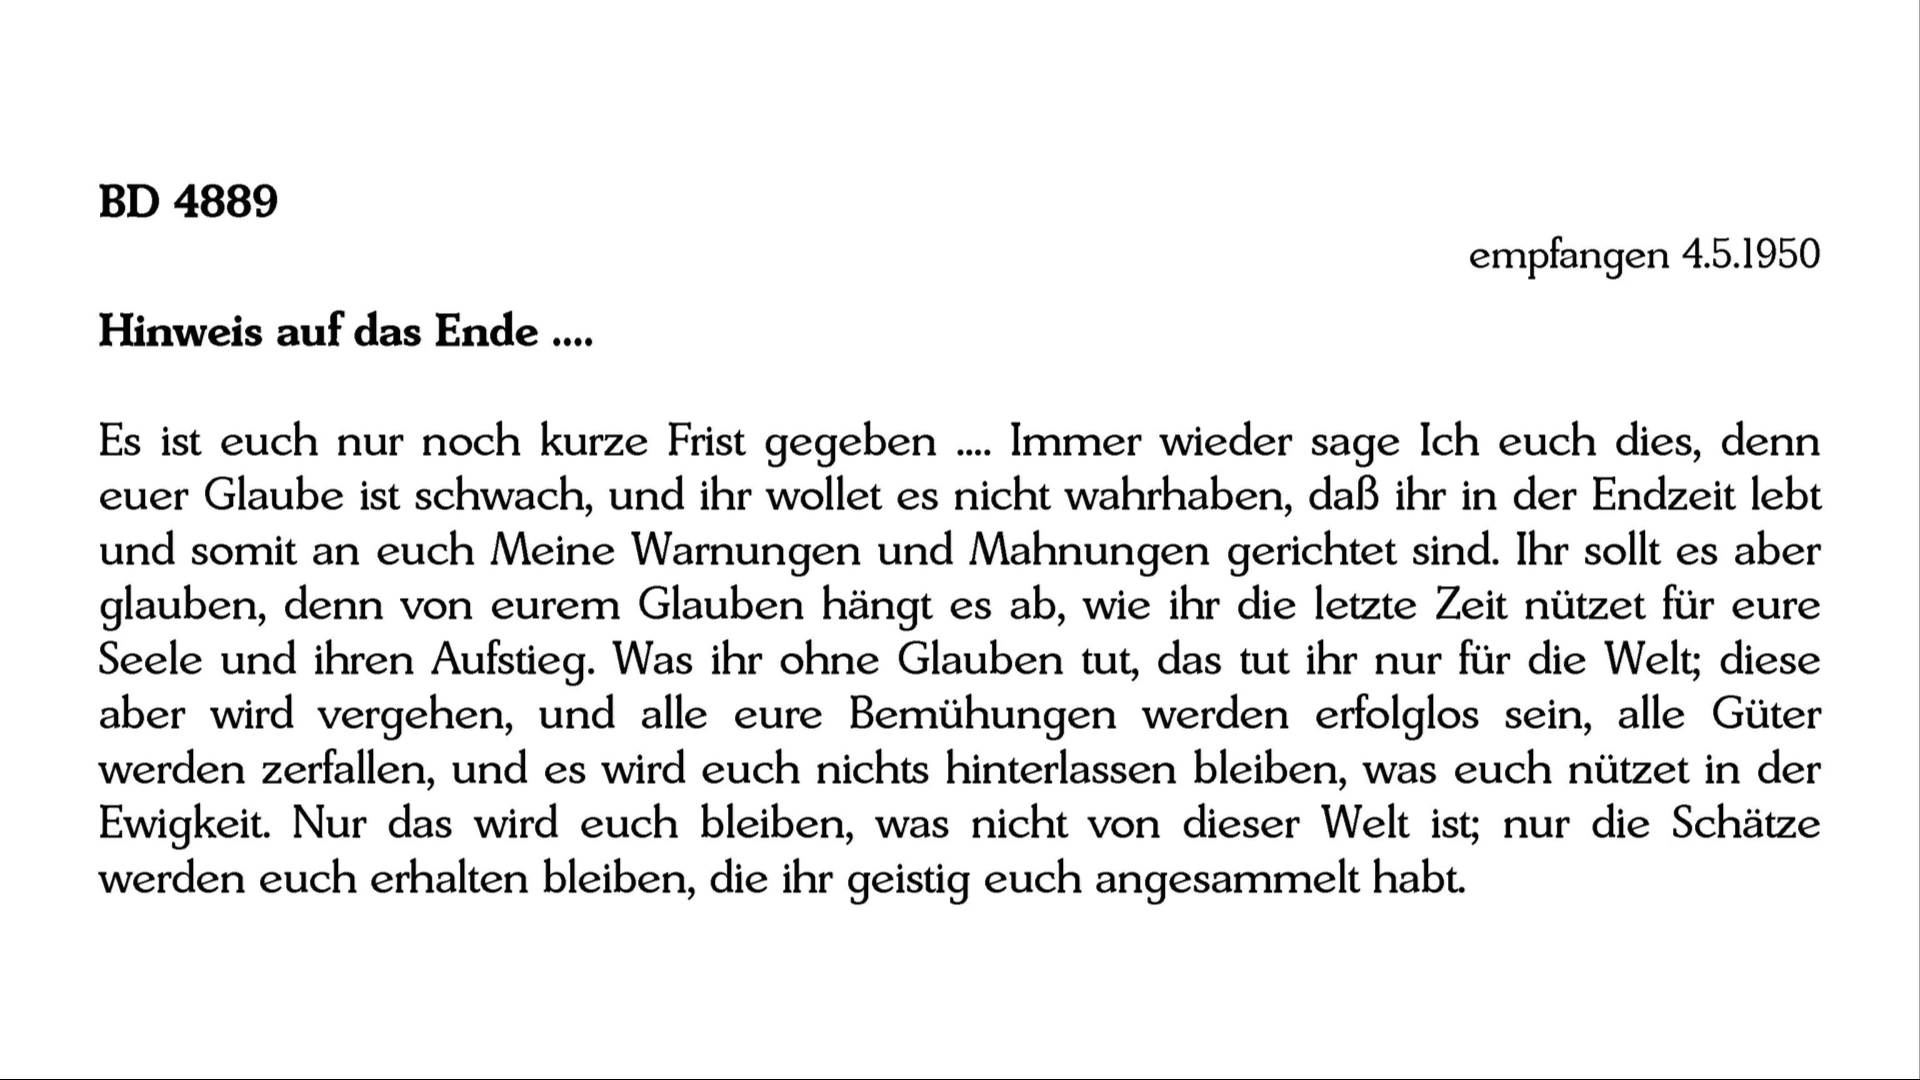 BD 4889
empfangen 4.5.1950
Hinweis auf das Ende ....
Es ist euch nur noch kurze Frist gegeben .... Immer wieder sage Ich euch dies, denn
euer Glaube ist schwach, und ihr wollet es nicht wahrhaben, daß ihr in der Endzeit lebt
und somit an euch Meine Warnungen und Mahnungen gerichtet sind. Ihr sollt es aber
glauben, denn von eurem Glauben hängt es ab, wie ihr die letzte Zeit nützet für eure
Seele und ihren Aufstieg. Was ihr ohne Glauben tut, das tut ihr nur für die Welt; diese
aber wird vergehen, und alle eure Bemühungen werden erfolglos sein, alle Güter
werden zerfallen, und es wird euch nichts hinterlassen bleiben, was euch nützet in der
Ewigkeit. Nur das wird euch bleiben, was nicht von dieser Welt ist; nur die Schätze
werden euch erhalten bleiben, die ihr geistig euch angesammelt habt.